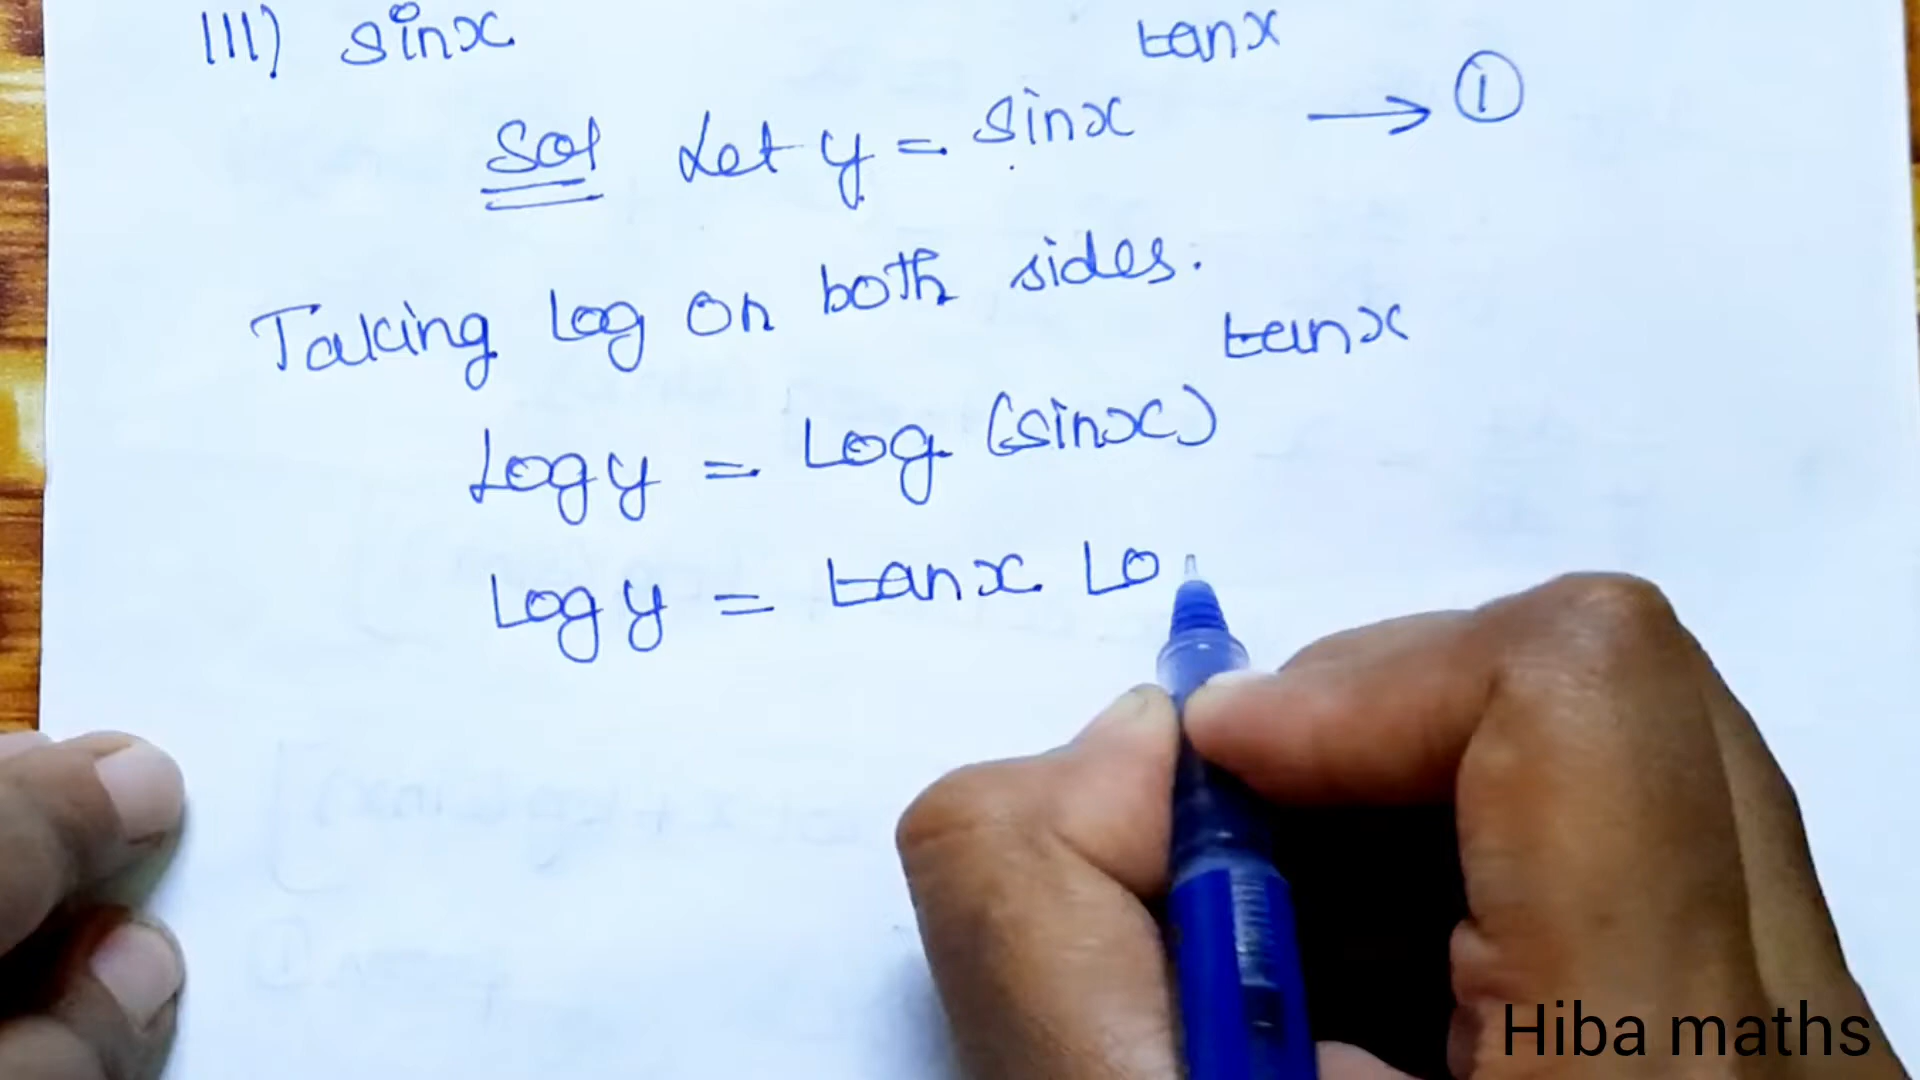 III) sinx
tanx
Sol Let y = sinx → ①
Taking Log on both sides.
tanx
Log y = Log (sinx)
Log y = tanx Lo
Hiba maths